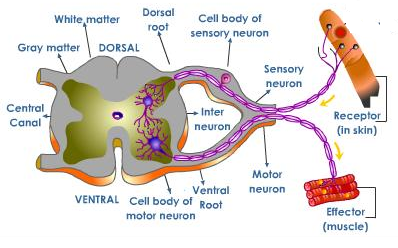 White matter
Gray matter
DORSAL
Dorsal
root
Cell body of
sensory neuron
Sensory
neuron
Central
Canal
Inter
neuron
Receptor
(in skin)
Motor
neuron
VENTRAL
Cell body of
motor neuron
Ventral
Root
Effector
(muscle)